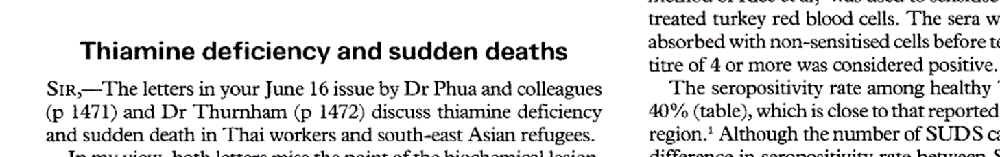 Thiamine deficiency and sudden deaths
SIR,—The letters in your June 16 issue by Dr Phua and colleagues
(p 1471) and Dr Thurnham (p 1472) discuss thiamine deficiency
and sudden death in Thai workers and south-east Asian refugees.
In my view, both letters miss the point of the biochemical lesion
treated turkey red blood cells. The sera w
absorbed with non-sensitised cells before te
titre of 4 or more was considered positive.
The seropositivity rate among healthy
40% (table), which is close to that reported
region.¹ Although the number of SUDS ca
difference in seropositivity rate between S